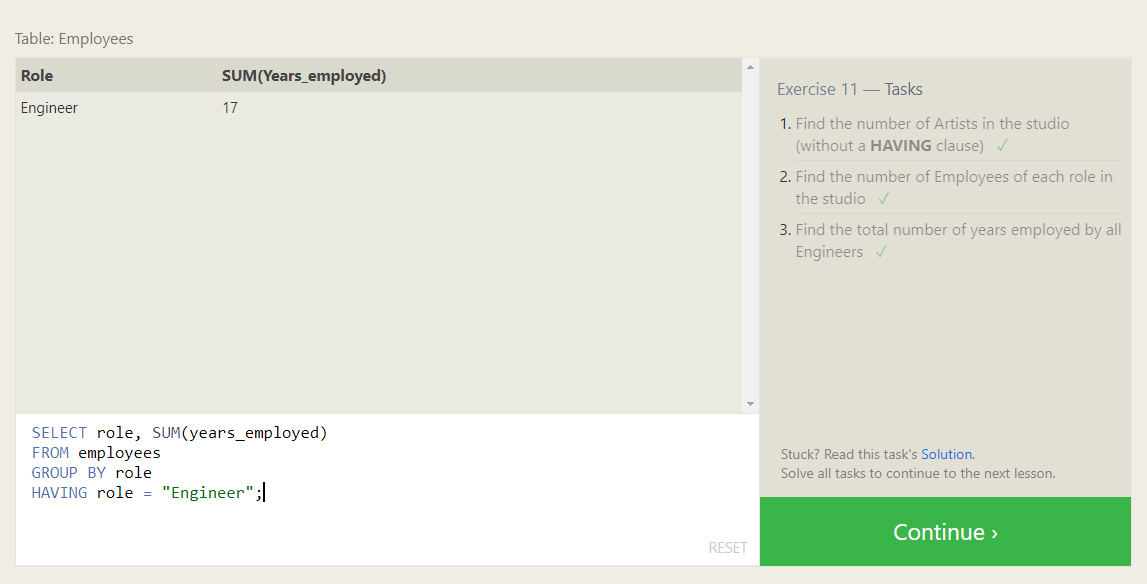 Table: Employees
Role SUM(Years_employed)
Engineer 17
SELECT role, SUM(years_employed)
FROM employees
GROUP BY role
HAVING role = "Engineer";
RESET
Exercise 11 — Tasks
1. Find the number of Artists in the studio
(without a HAVING clause) ✓
2. Find the number of Employees of each role in
the studio ✓
3. Find the total number of years employed by all
Engineers ✓
Stuck? Read this task's Solution.
Solve all tasks to continue to the next lesson.
Continue ›